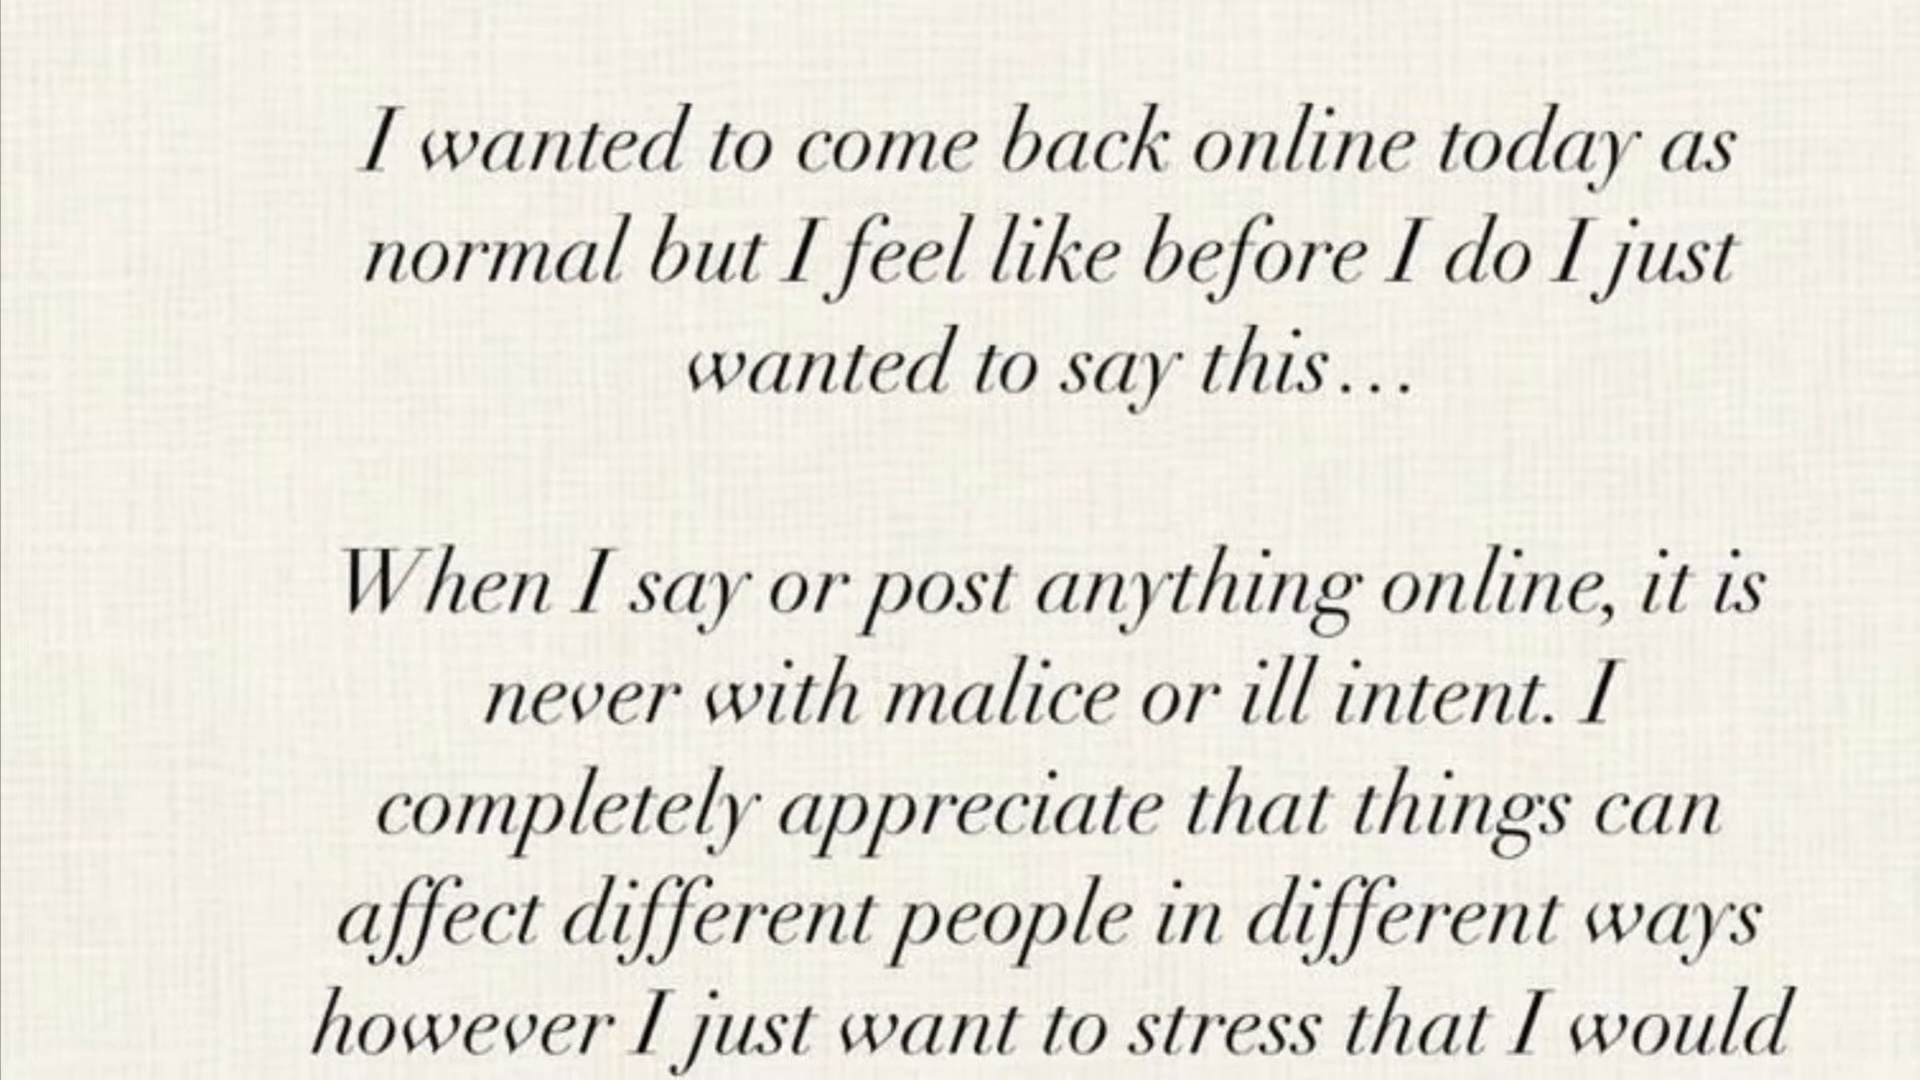 I wanted to come back online today as
normal but I feel like before I do I just
wanted to say this…
When I say or post anything online, it is
never with malice or ill intent. I
completely appreciate that things can
affect different people in different ways
however I just want to stress that I would